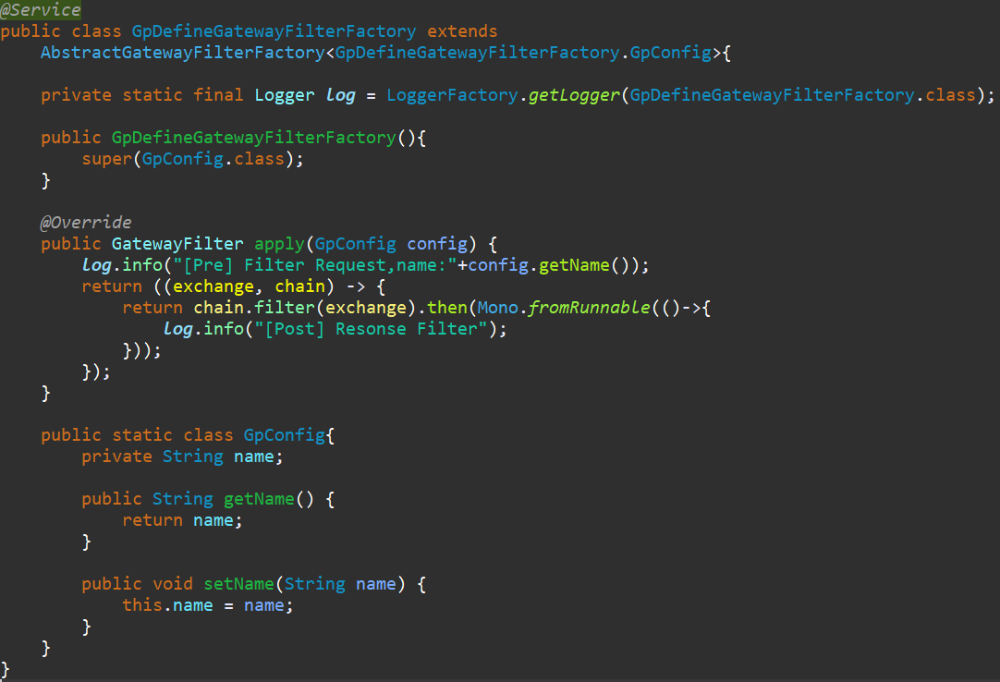 @Service
public class GpDefineGatewayFilterFactory extends
    AbstractGatewayFilterFactory<GpDefineGatewayFilterFactory.GpConfig>{
    private static final Logger log = LoggerFactory.getLogger(GpDefineGatewayFilterFactory.class);
    public GpDefineGatewayFilterFactory(){
        super(GpConfig.class);
    }
    @Override
    public GatewayFilter apply(GpConfig config) {
        log.info("[Pre] Filter Request,name:"+config.getName());
        return ((exchange, chain) -> {
            return chain.filter(exchange).then(Mono.fromRunnable(()->{
                log.info("[Post] Resonse Filter");
            }));
        });
    }
    public static class GpConfig{
        private String name;
        public String getName() {
            return name;
        }
        public void setName(String name) {
            this.name = name;
        }
    }
}